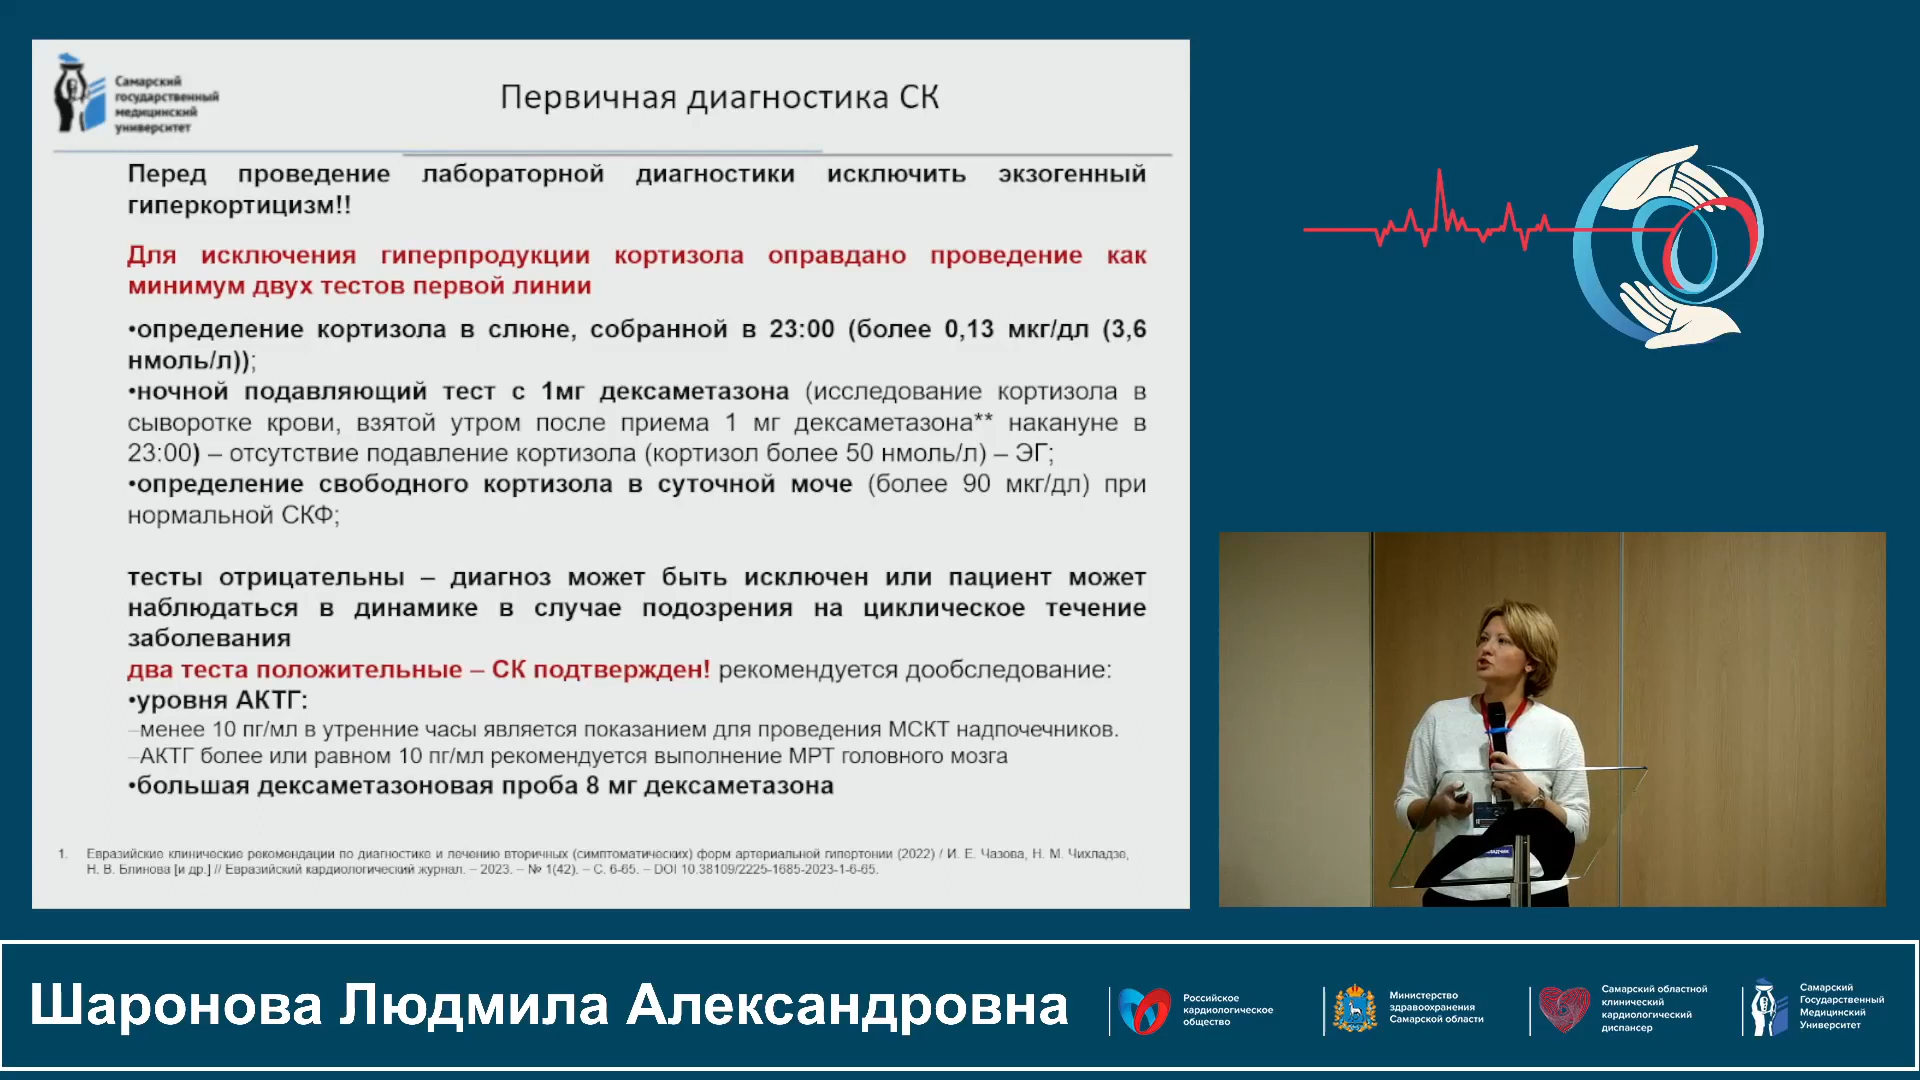 Самарский
государственный
медицинский
университет
Первичная диагностика СК
Перед проведение лабораторной диагностики исключить экзогенный
гиперкортицизм!!
Для исключения гиперпродукции кортизола оправдано проведение как
минимум двух тестов первой линии
•определение кортизола в слюне, собранной в 23:00 (более 0,13 мкг/дл (3,6
нмоль/л));
•ночной подавляющий тест с 1мг дексаметазона (исследование кортизола в
сыворотке крови, взятой утром после приема 1 мг дексаметазона** накануне в
23:00) – отсутствие подавление кортизола (кортизол более 50 нмоль/л) – ЭГ;
•определение свободного кортизола в суточной моче (более 90 мкг/дл) при
нормальной СКФ;
тесты отрицательны – диагноз может быть исключен или пациент может
наблюдаться в динамике в случае подозрения на циклическое течение
заболевания
два теста положительные – СК подтвержден! рекомендуется дообследование:
•уровня АКТГ:
–менее 10 пг/мл в утренние часы является показанием для проведения МСКТ надпочечников.
–АКТГ более или равном 10 пг/мл рекомендуется выполнение МРТ головного мозга
•большая дексаметазоновая проба 8 мг дексаметазона
1. Евразийские клинические рекомендации по диагностике и лечению вторичных (симптоматических) форм артериальной гипертонии (2022) / И. Е. Чазова, Н. М. Чихладзе,
Н. В. Блинова [и др.] // Евразийский кардиологический журнал. – 2023. – № 1(42). – С. 6-65. – DOI 10.38109/2225-1685-2023-1-6-65.
Шаронова Людмила Александровна
Российское
кардиологическое
общество
Министерство
здравоохранения
Самарской области
Самарский областной
клинический
кардиологический
диспансер
Самарский
Государственный
Медицинский
Университет